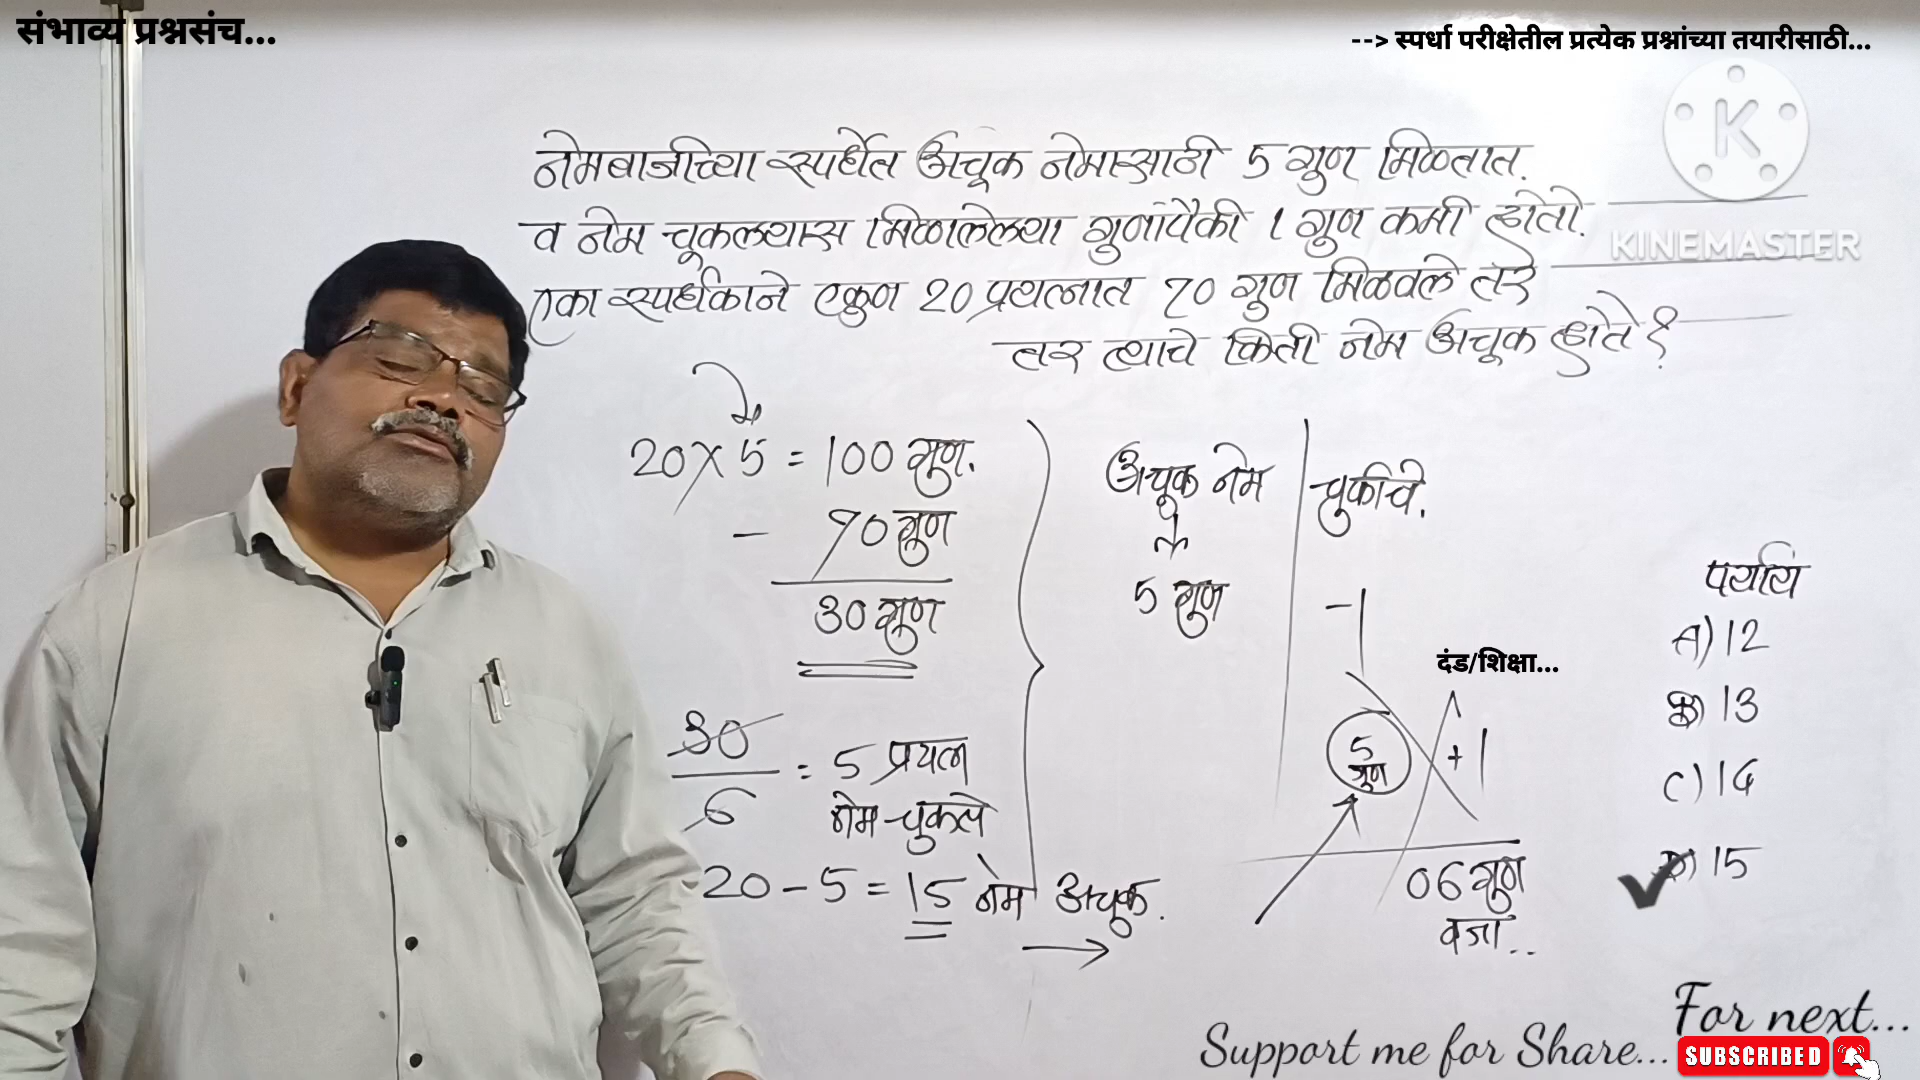 संभाव्य प्रश्नसंच...
--> स्पर्धा परीक्षेतील प्रत्येक प्रश्नांच्या तयारीसाठी...
K
KINEMASTER
नेमबाजीच्या स्पर्धेत अचूक नेमासाठी 5 गुण मिळतात.
व नेम चूकल्यास मिळालेल्या गुणांपैकी 1 गुण कमी होतो.
एका स्पर्धकाने एकुण 20 प्रयत्नात 70 गुण मिळवले तर
तर त्याचे किती नेम अचूक होते?
20 x 5 = 100 गुण.
- 70 गुण
30 गुण
30
6
= 5 प्रयत्न
नेम चुकले
20 - 5 = 15 नेम अचुक.
अचूक नेम
5 गुण
चुकीचे.
-1
दंड/शिक्षा...
5
गुण
+1
06 गुण
वजा..
पर्याय
A) 12
B) 13
C) 14
D) 15
For next...
Support me for Share...
SUBSCRIBED